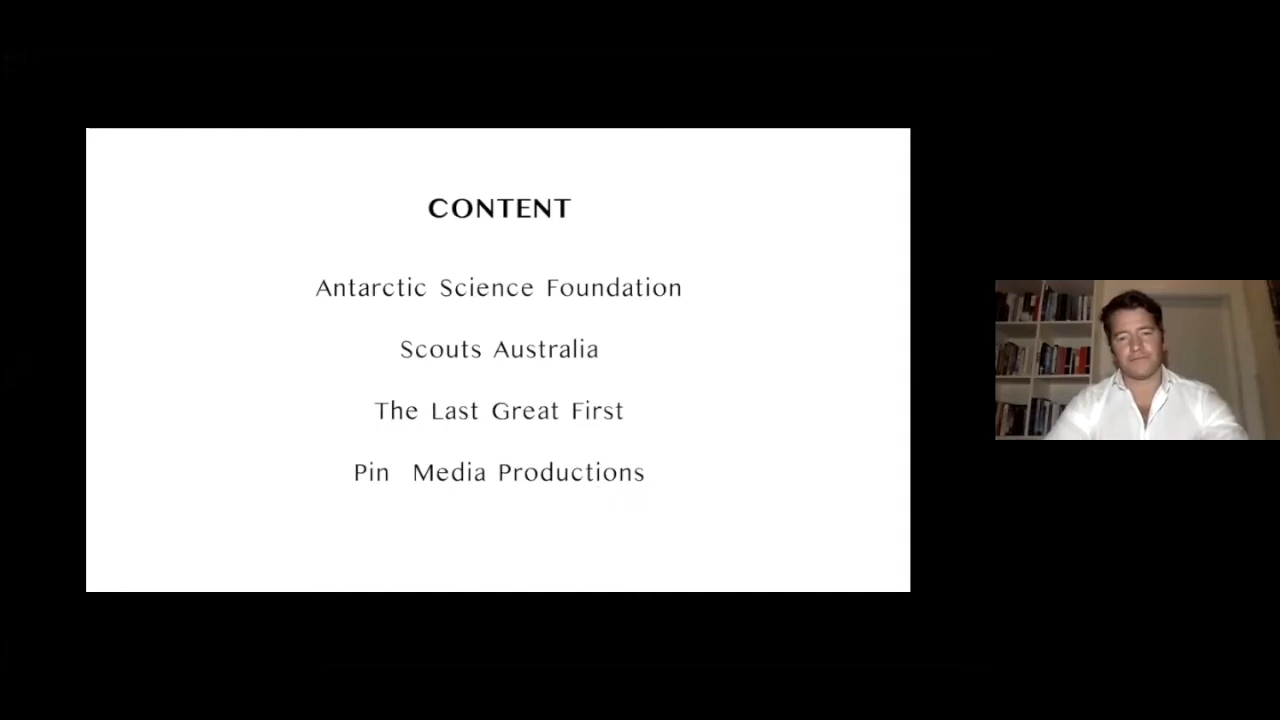 CONTENT
Antarctic Science Foundation
Scouts Australia
The Last Great First
Pin  Media Productions